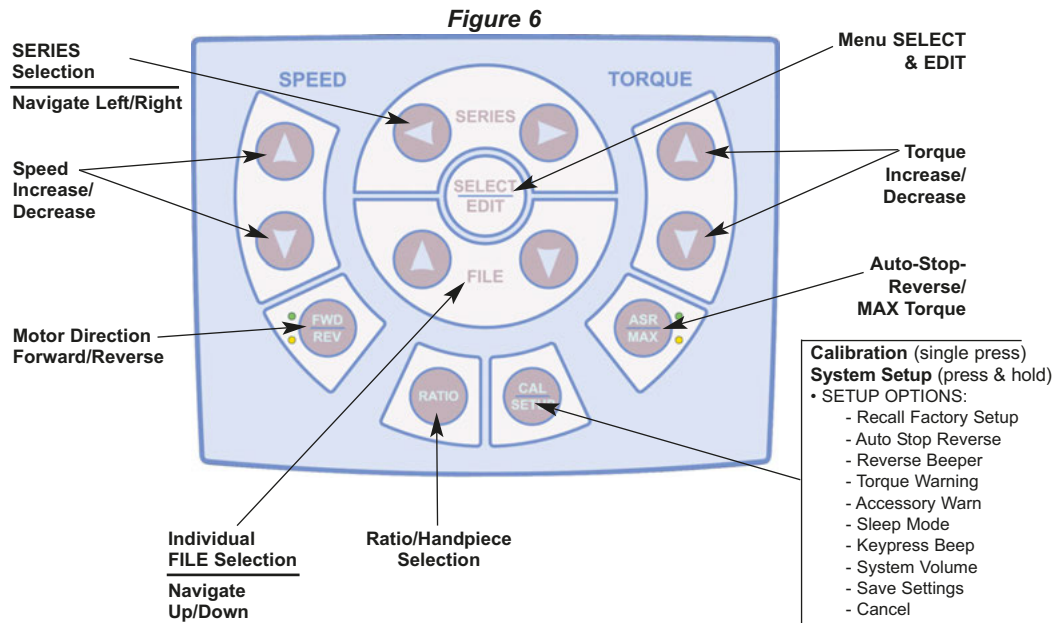 Figure 6
SERIES
Selection
Navigate Left/Right
Menu SELECT
& EDIT
SPEED
TORQUE
SERIES
SELECT
EDIT
FILE
Speed
Increase/
Decrease
Torque
Increase/
Decrease
Auto-Stop-
Reverse/
MAX Torque
Motor Direction
Forward/Reverse
FWD
REV
ASR
MAX
RATIO
CAL
SETUP
Calibration (single press)
System Setup (press & hold)
• SETUP OPTIONS:
- Recall Factory Setup
- Auto Stop Reverse
- Reverse Beeper
- Torque Warning
- Accessory Warn
- Sleep Mode
- Keypress Beep
- System Volume
- Save Settings
- Cancel
Individual
FILE Selection
Navigate
Up/Down
Ratio/Handpiece
Selection